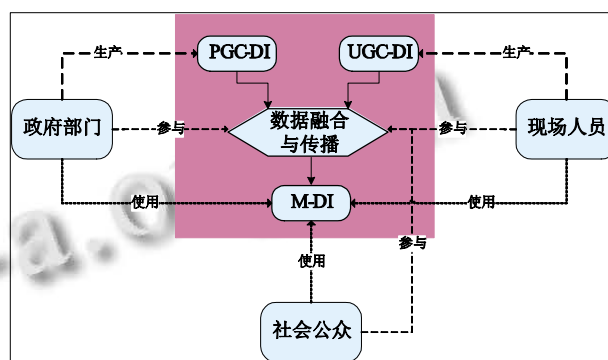 生产
PGC-DI
UGC-DI
生产
政府部门
参与
数据融合
与传播
参与
现场人员
使用
M-DI
使用
参与
使用
社会公众